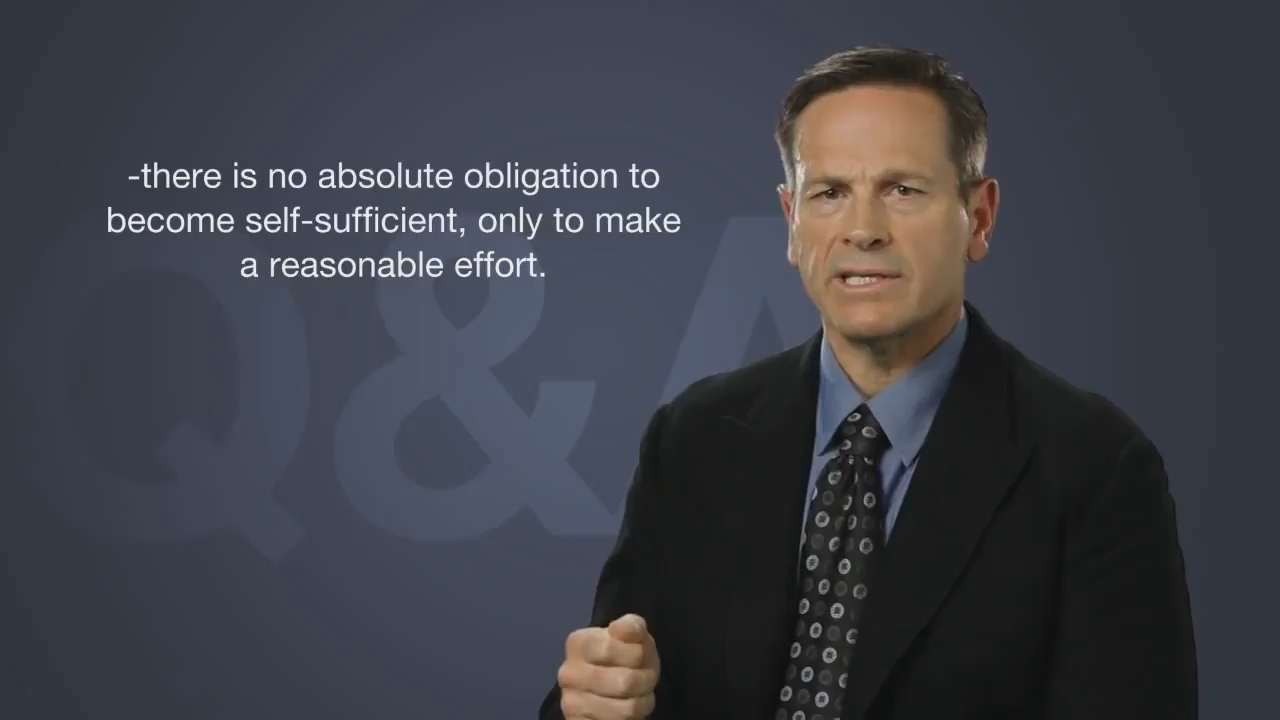 -there is no absolute obligation to
become self-sufficient, only to make
a reasonable effort.
Q&A